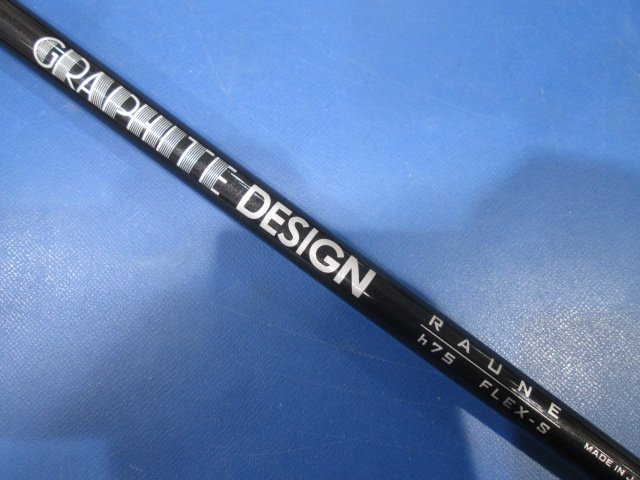 GRAPHITE DESIGN
RAUNE
h75 FLEX-S
MADE IN